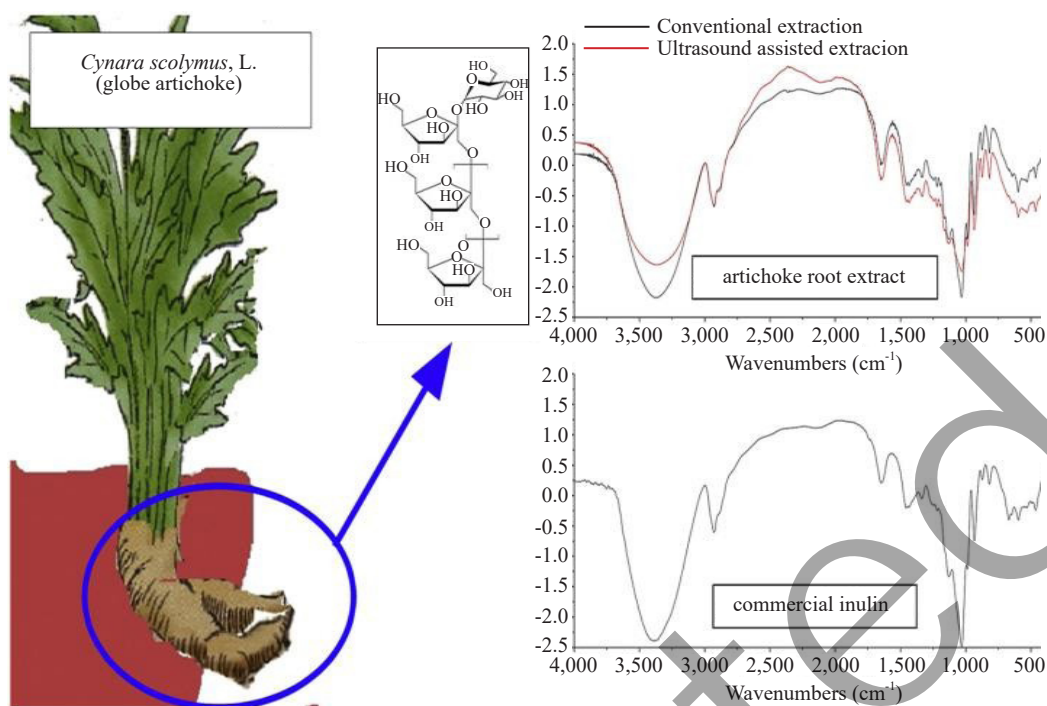 Cynara scolymus, L.
(globe artichoke)
HO
O
OH
HO
OH
HO
O
HO
O
HO
OH
O
HO
O
HO
OH
O
HO
O
O
HO
OH
OH
Conventional extraction
Ultrasound assisted extracion
2.0
1.5
1.0
0.5
0.0
-0.5
-1.0
-1.5
-2.0
-2.5
artichoke root extract
4,000 3,500 3,000 2,500 2,000 1,500 1,000 500
Wavenumbers (cm-1)
2.0
1.5
1.0
0.5
0.0
-0.5
-1.0
-1.5
-2.0
-2.5
commercial inulin
4,000 3,500 3,000 2,500 2,000 1,500 1,000 500
Wavenumbers (cm-1)
ted